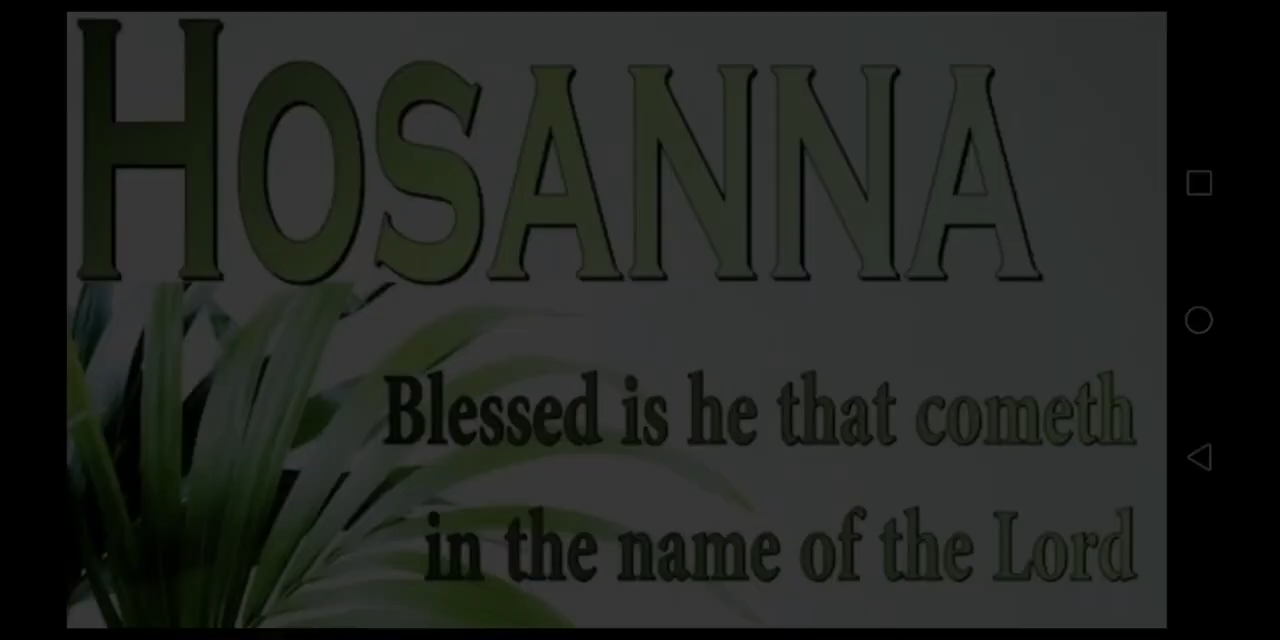 HOSANNA
Blessed is he that cometh
in the name of the Lord